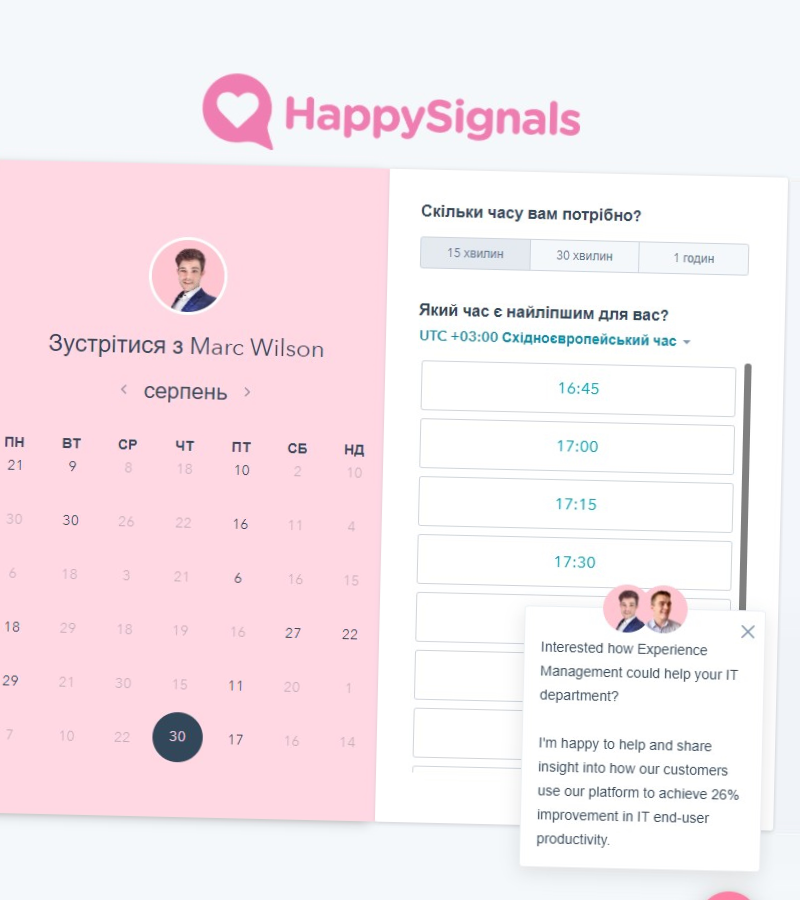 HappySignals
Зустрітися з Marc Wilson
серпень
ПН ВТ СР ЧТ ПТ СБ НД
21 9 8 18 10 2 10
30 30 26 22 16 11 4
6 18 3 21 6 16 15
18 29 18 19 16 27 22
29 21 30 15 11 20 1
7 10 22 30 17 16 14
Скільки часу вам потрібно?
15 хвилин 30 хвилин 1 годин
Який час є найліпшим для вас?
UTC +03:00 Східноєвропейський час
16:45
17:00
17:15
17:30
Interested how Experience
Management could help your IT
department?
I'm happy to help and share
insight into how our customers
use our platform to achieve 26%
improvement in IT end-user
productivity.